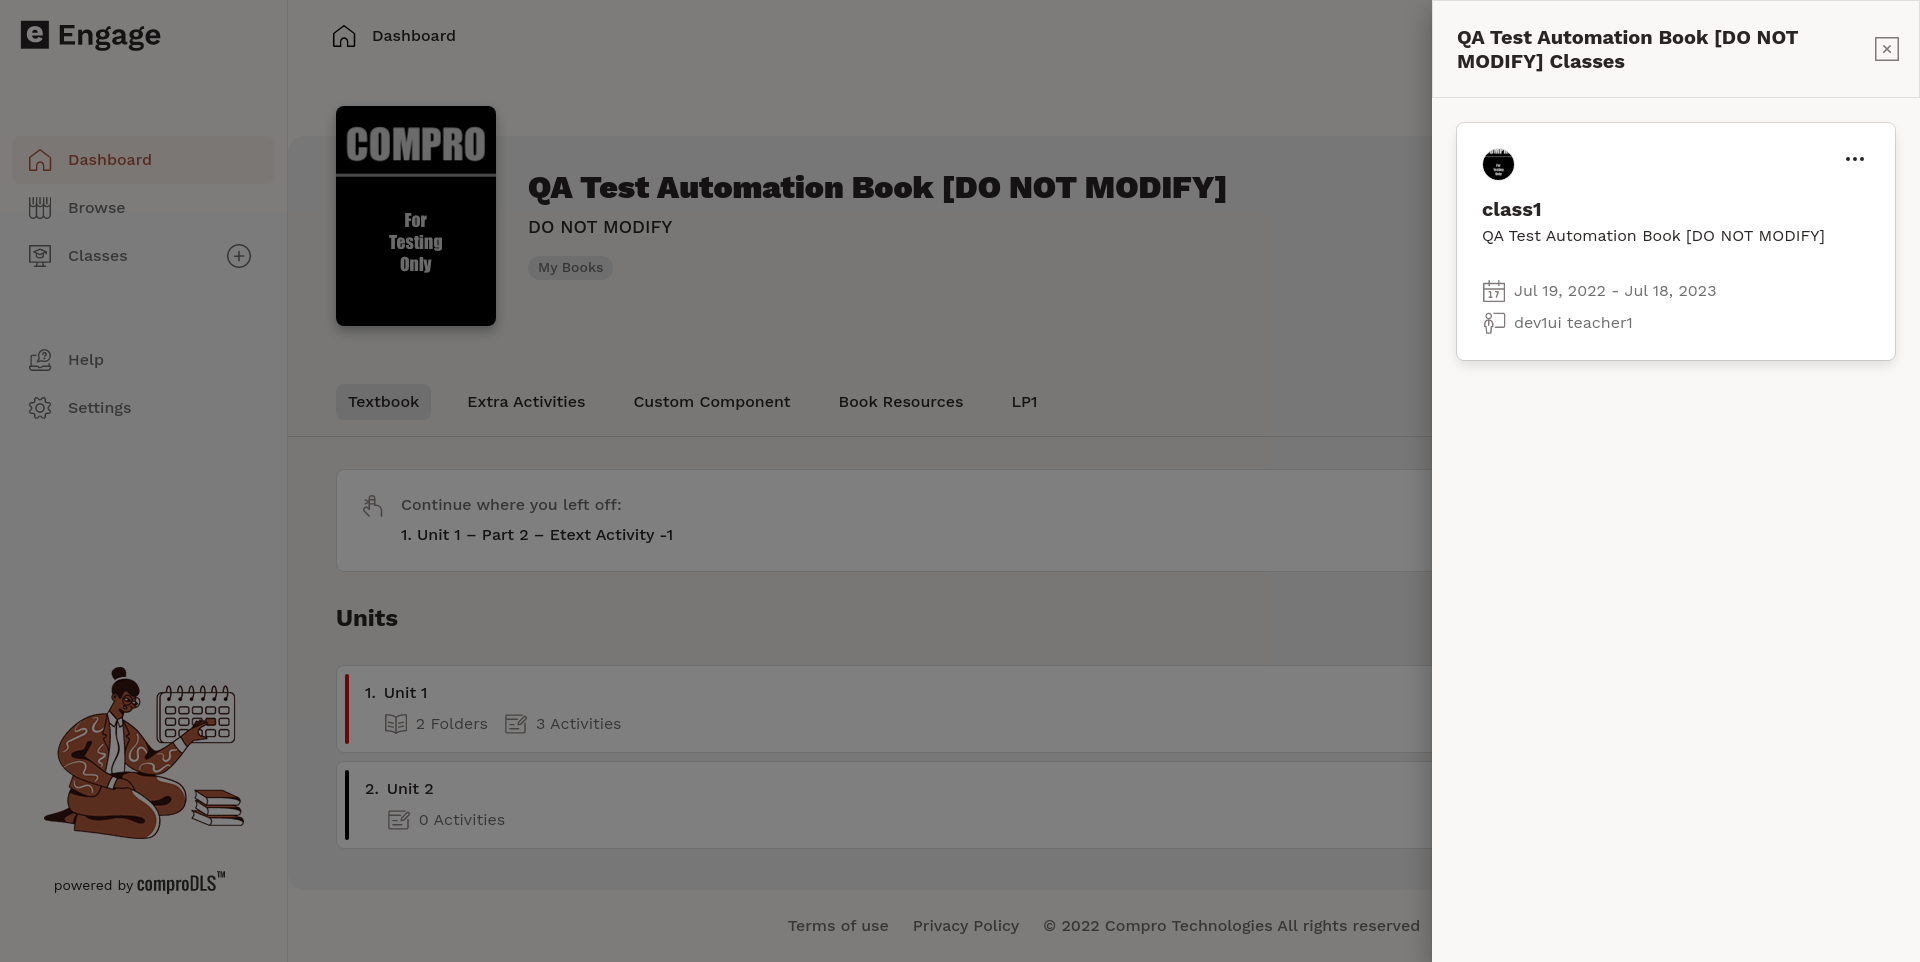 e Engage
Dashboard
Browse
Classes
Help
Settings
powered by comproDLS™
Dashboard
COMPRO
For
Testing
Only
QA Test Automation Book [DO NOT MODIFY]
DO NOT MODIFY
My Books
Textbook Extra Activities Custom Component Book Resources LP1
Continue where you left off:
1. Unit 1 – Part 2 – Etext Activity -1
Units
1. Unit 1
2 Folders 3 Activities
2. Unit 2
0 Activities
Terms of use Privacy Policy © 2022 Compro Technologies All rights reserved
QA Test Automation Book [DO NOT
MODIFY] Classes
class1
QA Test Automation Book [DO NOT MODIFY]
17 Jul 19, 2022 - Jul 18, 2023
dev1ui teacher1